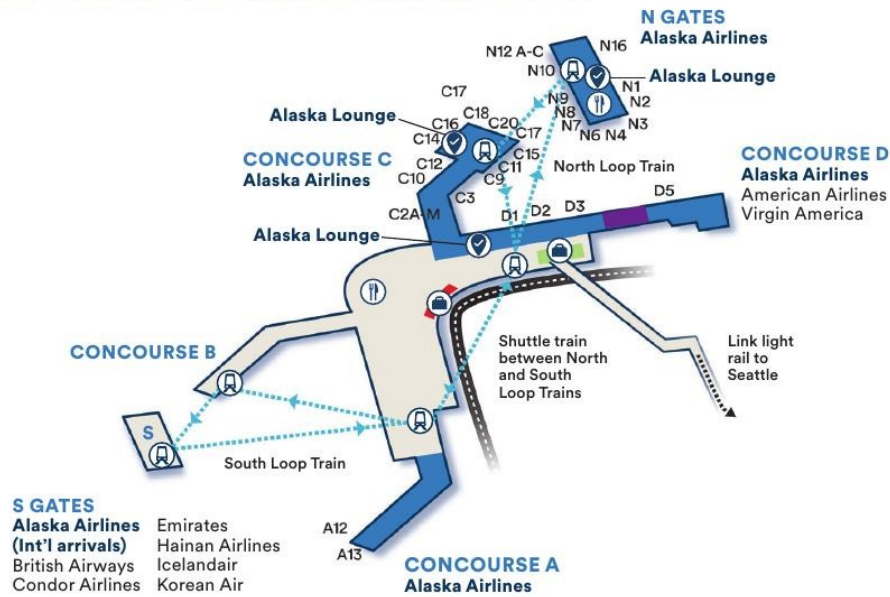 N GATES
Alaska Airlines
N12 A-C
N16
N10
Alaska Lounge
N1
N2
N3
N9
N8
N7
N6 N4
C17
Alaska Lounge
C18
C16
C20
C14
C17
CONCOURSE C
Alaska Airlines
C12
C15
C11
C10
C9
North Loop Train
CONCOURSE D
Alaska Airlines
American Airlines
Virgin America
C3
C2A-M
D1
D2
D3
D5
Alaska Lounge
CONCOURSE B
Shuttle train
between North
and South
Loop Trains
Link light
rail to
Seattle
S
South Loop Train
S GATES
Alaska Airlines
(Int'l arrivals)
British Airways
Condor Airlines
Emirates
Hainan Airlines
Icelandair
Korean Air
A12
A13
CONCOURSE A
Alaska Airlines